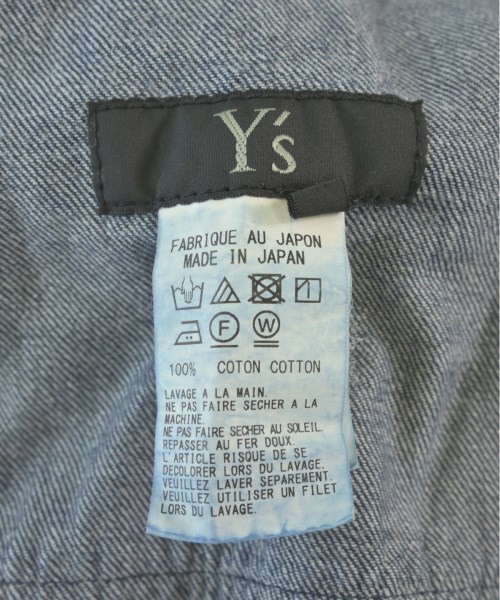 Y's
FABRIQUE AU JAPON
MADE IN JAPAN
F W
100% COTON COTTON
LAVAGE A LA MAIN.
NE PAS FAIRE SECHER A LA
MACHINE.
NE PAS FAIRE SECHER AU SOLEIL.
REPASSER AU FER DOUX.
L'ARTICLE RISQUE DE SE
DECOLORER LORS DU LAVAGE.
VEUILLEZ LAVER SEPAREMENT.
VEUILLEZ UTILISER UN FILET
LORS DU LAVAGE.